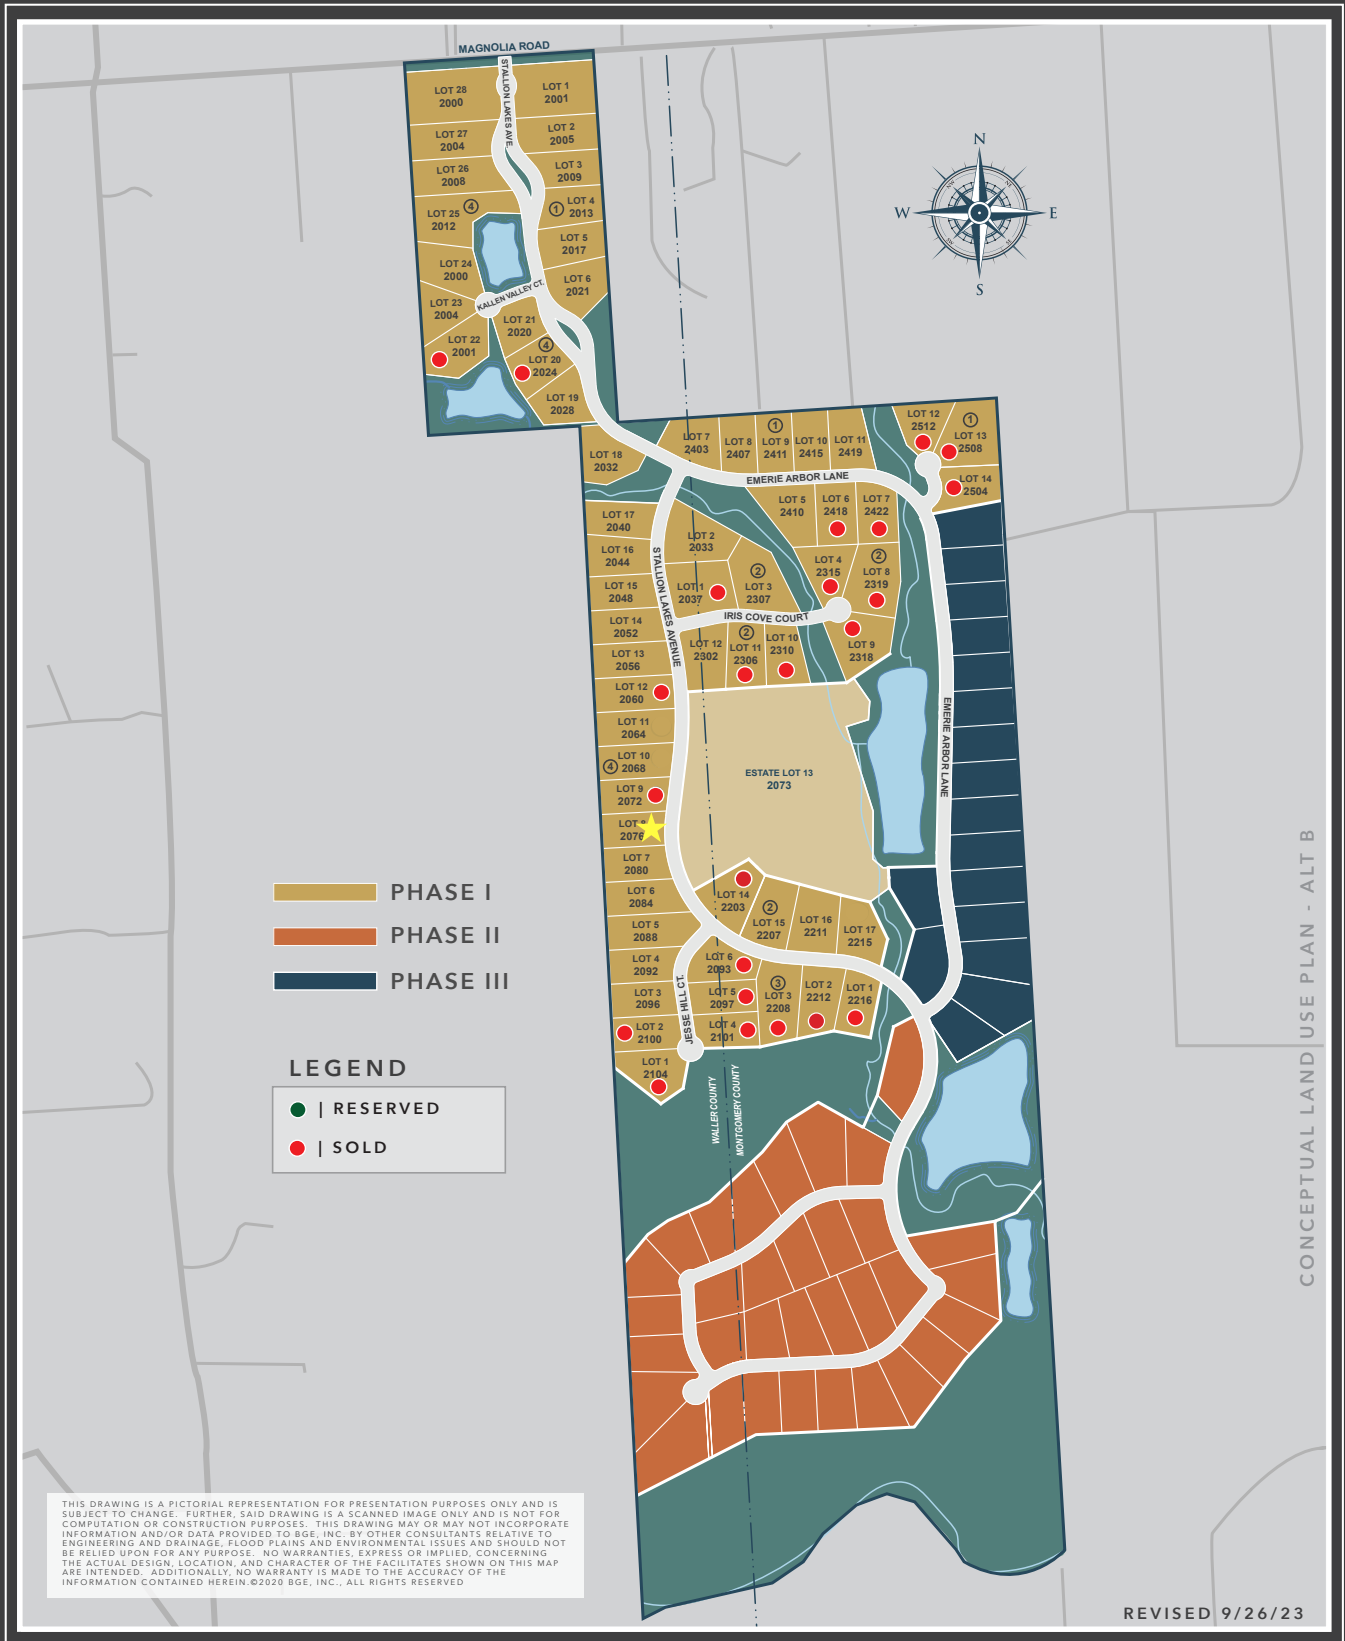 MAGNOLIA ROAD
STALLION LAKES AVE.
LOT 28
2000
LOT 1
2001
LOT 27
2004
LOT 2
2005
LOT 26
2008
LOT 3
2009
4
LOT 25
2012
1
LOT 4
2013
LOT 5
2017
LOT 24
2000
LOT 6
2021
KALLEN VALLEY CT.
LOT 23
2004
LOT 21
2020
LOT 22
2001
4
LOT 20
2024
LOT 19
2028
N
W
E
S
LOT 18
2032
LOT 7
2403
LOT 8
2407
1
LOT 9
2411
LOT 10
2415
LOT 11
2419
LOT 12
2512
1
LOT 13
2508
LOT 14
2504
EMERIE ARBOR LANE
LOT 5
2410
LOT 6
2418
LOT 7
2422
LOT 17
2040
LOT 2
2033
LOT 16
2044
LOT 4
2315
2
LOT 8
2319
STALLION LAKES AVENUE
LOT 15
2048
LOT 1
2037
2
LOT 3
2307
IRIS COVE COURT
LOT 14
2052
LOT 12
2302
2
LOT 11
2306
LOT 10
2310
LOT 9
2318
LOT 13
2056
LOT 12
2060
LOT 11
2064
LOT 10
4 2068
LOT 9
2072
LOT 8
2076
ESTATE LOT 13
2073
EMERIE ARBOR LANE
LOT 7
2080
LOT 6
2084
LOT 14
2203
2
LOT 15
2207
LOT 16
2211
LOT 17
2215
LOT 5
2088
LOT 4
2092
LOT 6
2093
LOT 3
2096
JESSE HILL CT.
LOT 5
2097
3
LOT 3
2208
LOT 2
2212
LOT 1
2216
LOT 2
2100
LOT 4
2101
LOT 1
2104
WALLER COUNTY
MONTGOMERY COUNTY
PHASE I
PHASE II
PHASE III
LEGEND
| RESERVED
| SOLD
CONCEPTUAL LAND USE PLAN - ALT B
THIS DRAWING IS A PICTORIAL REPRESENTATION FOR PRESENTATION PURPOSES ONLY AND IS
SUBJECT TO CHANGE. FURTHER, SAID DRAWING IS A SCANNED IMAGE ONLY AND IS NOT FOR
COMPUTATION OR CONSTRUCTION PURPOSES. THIS DRAWING MAY OR MAY NOT INCORPORATE
INFORMATION AND/OR DATA PROVIDED TO BGE, INC. BY OTHER CONSULTANTS RELATIVE TO
ENGINEERING AND DRAINAGE, FLOOD PLAINS AND ENVIRONMENTAL ISSUES AND SHOULD NOT
BE RELIED UPON FOR ANY PURPOSE. NO WARRANTIES, EXPRESS OR IMPLIED, CONCERNING
THE ACTUAL DESIGN, LOCATION, AND CHARACTER OF THE FACILITATES SHOWN ON THIS MAP
ARE INTENDED. ADDITIONALLY, NO WARRANTY IS MADE TO THE ACCURACY OF THE
INFORMATION CONTAINED HEREIN.©2020 BGE, INC., ALL RIGHTS RESERVED
REVISED 9/26/23